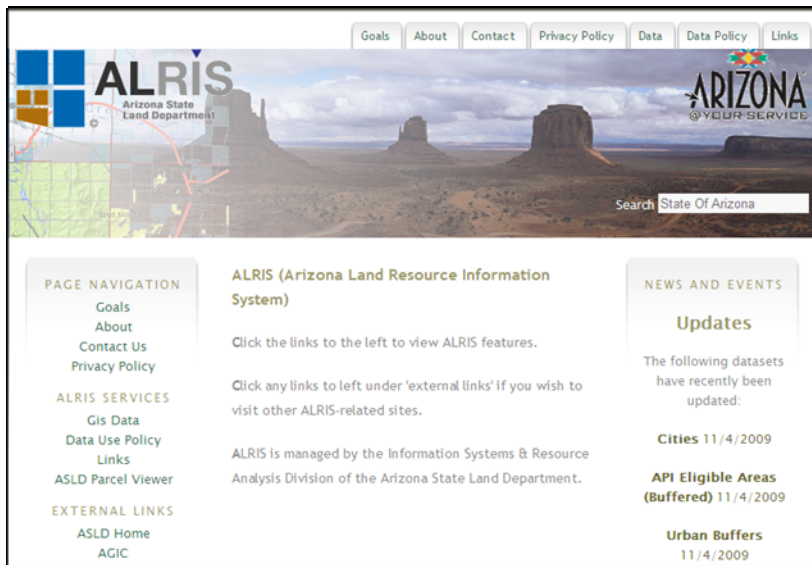 Goals
About
Contact
Privacy Policy
Data
Data Policy
Links
ALRIS
Arizona State
Land Department
©
ARIZONA
@YOUR SERVICE
Search State Of Arizona
PAGE NAVIGATION
Goals
About
Contact Us
Privacy Policy
ALRIS SERVICES
Gis Data
Data Use Policy
Links
ASLD Parcel Viewer
EXTERNAL LINKS
ASLD Home
AGIC
ALRIS (Arizona Land Resource Information
System)
Click the links to the left to view ALRIS features.
Click any links to left under 'external links' if you wish to
visit other ALRIS-related sites.
ALRIS is managed by the Information Systems & Resource
Analysis Division of the Arizona State Land Department.
NEWS AND EVENTS
Updates
The following datasets
have recently been
updated:
Cities 11/4/2009
API Eligible Areas
(Buffered) 11/4/2009
Urban Buffers
11/4/2009